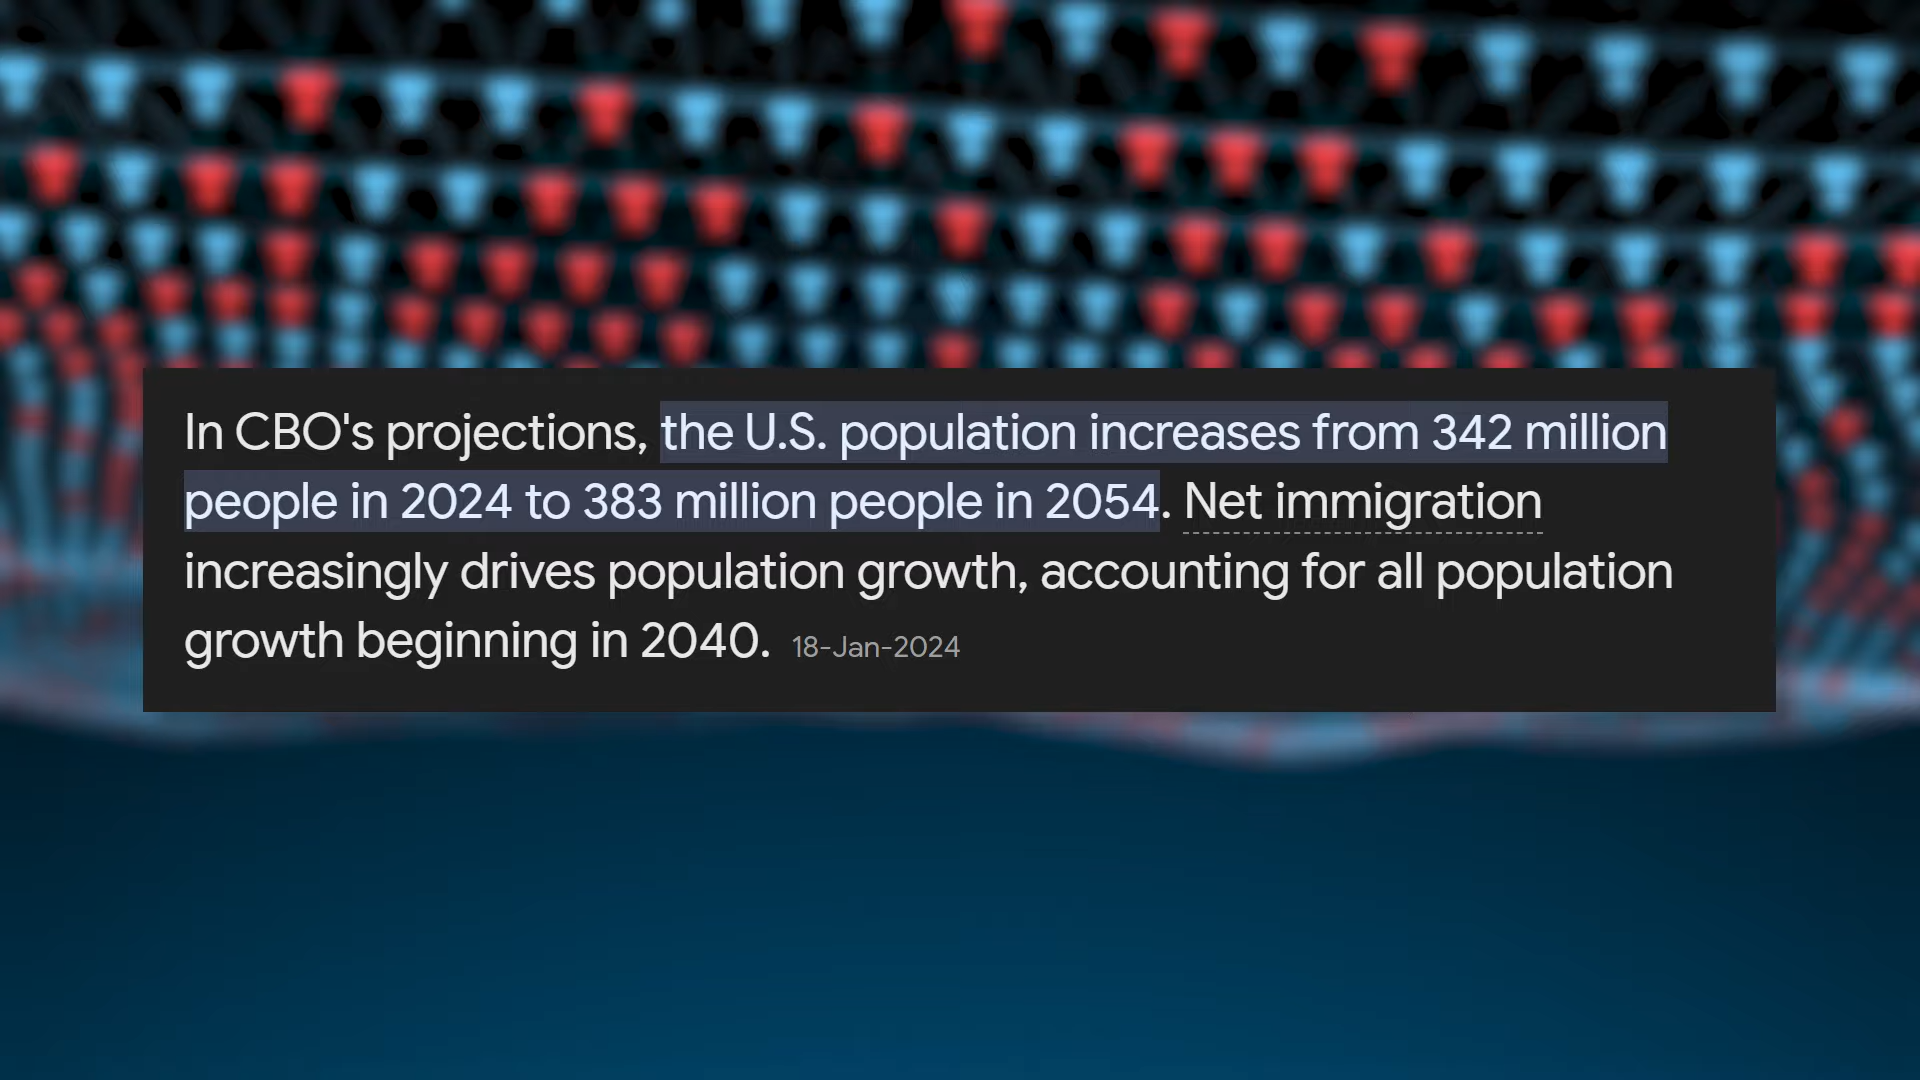 In CBO's projections, the U.S. population increases from 342 million
people in 2024 to 383 million people in 2054. Net immigration
increasingly drives population growth, accounting for all population
growth beginning in 2040. 18-Jan-2024